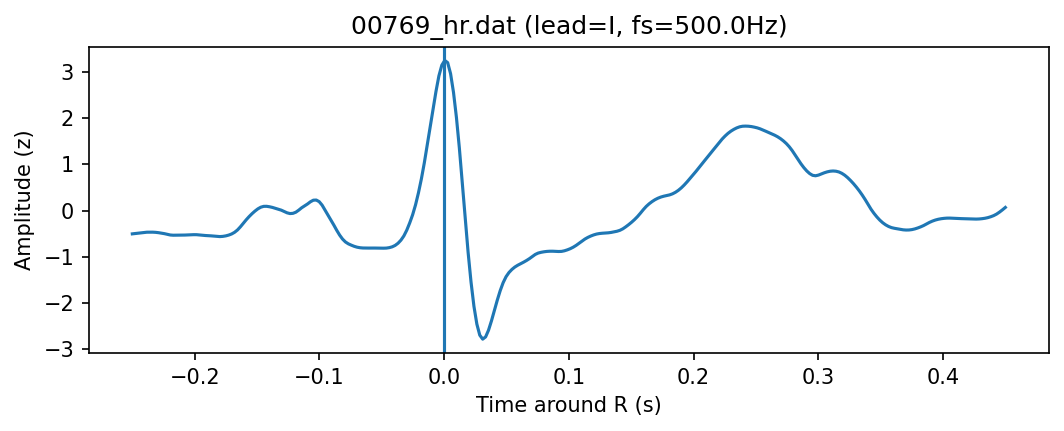 00769_hr.dat (lead=I, fs=500.0Hz)
Amplitude (z)
3
2
1
0
−1
−2
−3
−0.2 −0.1 0.0 0.1 0.2 0.3 0.4
Time around R (s)